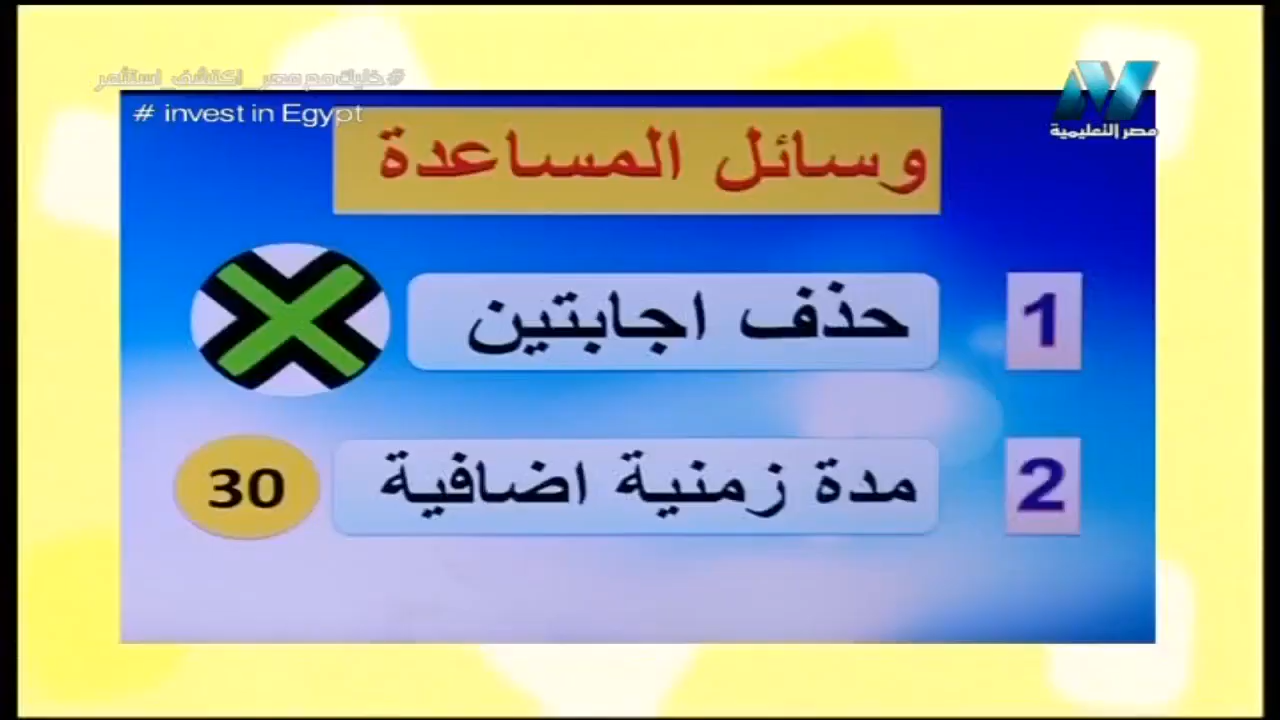 #خليك_مع_مصر_اكتشف_استثمر
# invest in Egypt
مصر التعليمية
وسائل المساعدة
1 حذف اجابتين
2 مدة زمنية اضافية 30